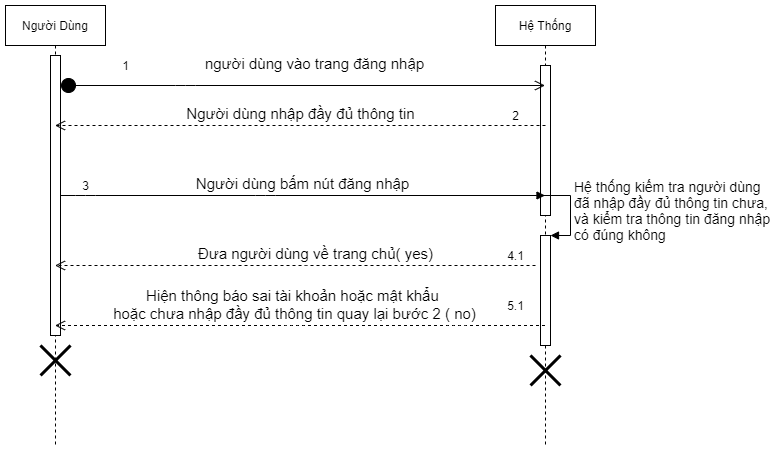 Người Dùng
Hệ Thống
1
người dùng vào trang đăng nhập
Người dùng nhập đầy đủ thông tin
2
3
Người dùng bấm nút đăng nhập
Hệ thống kiểm tra người dùng
đã nhập đầy đủ thông tin chưa,
và kiểm tra thông tin đăng nhập
có đúng không
Đưa người dùng về trang chủ( yes)
4.1
Hiện thông báo sai tài khoản hoặc mật khẩu
hoặc chưa nhập đầy đủ thông tin quay lại bước 2 ( no)
5.1